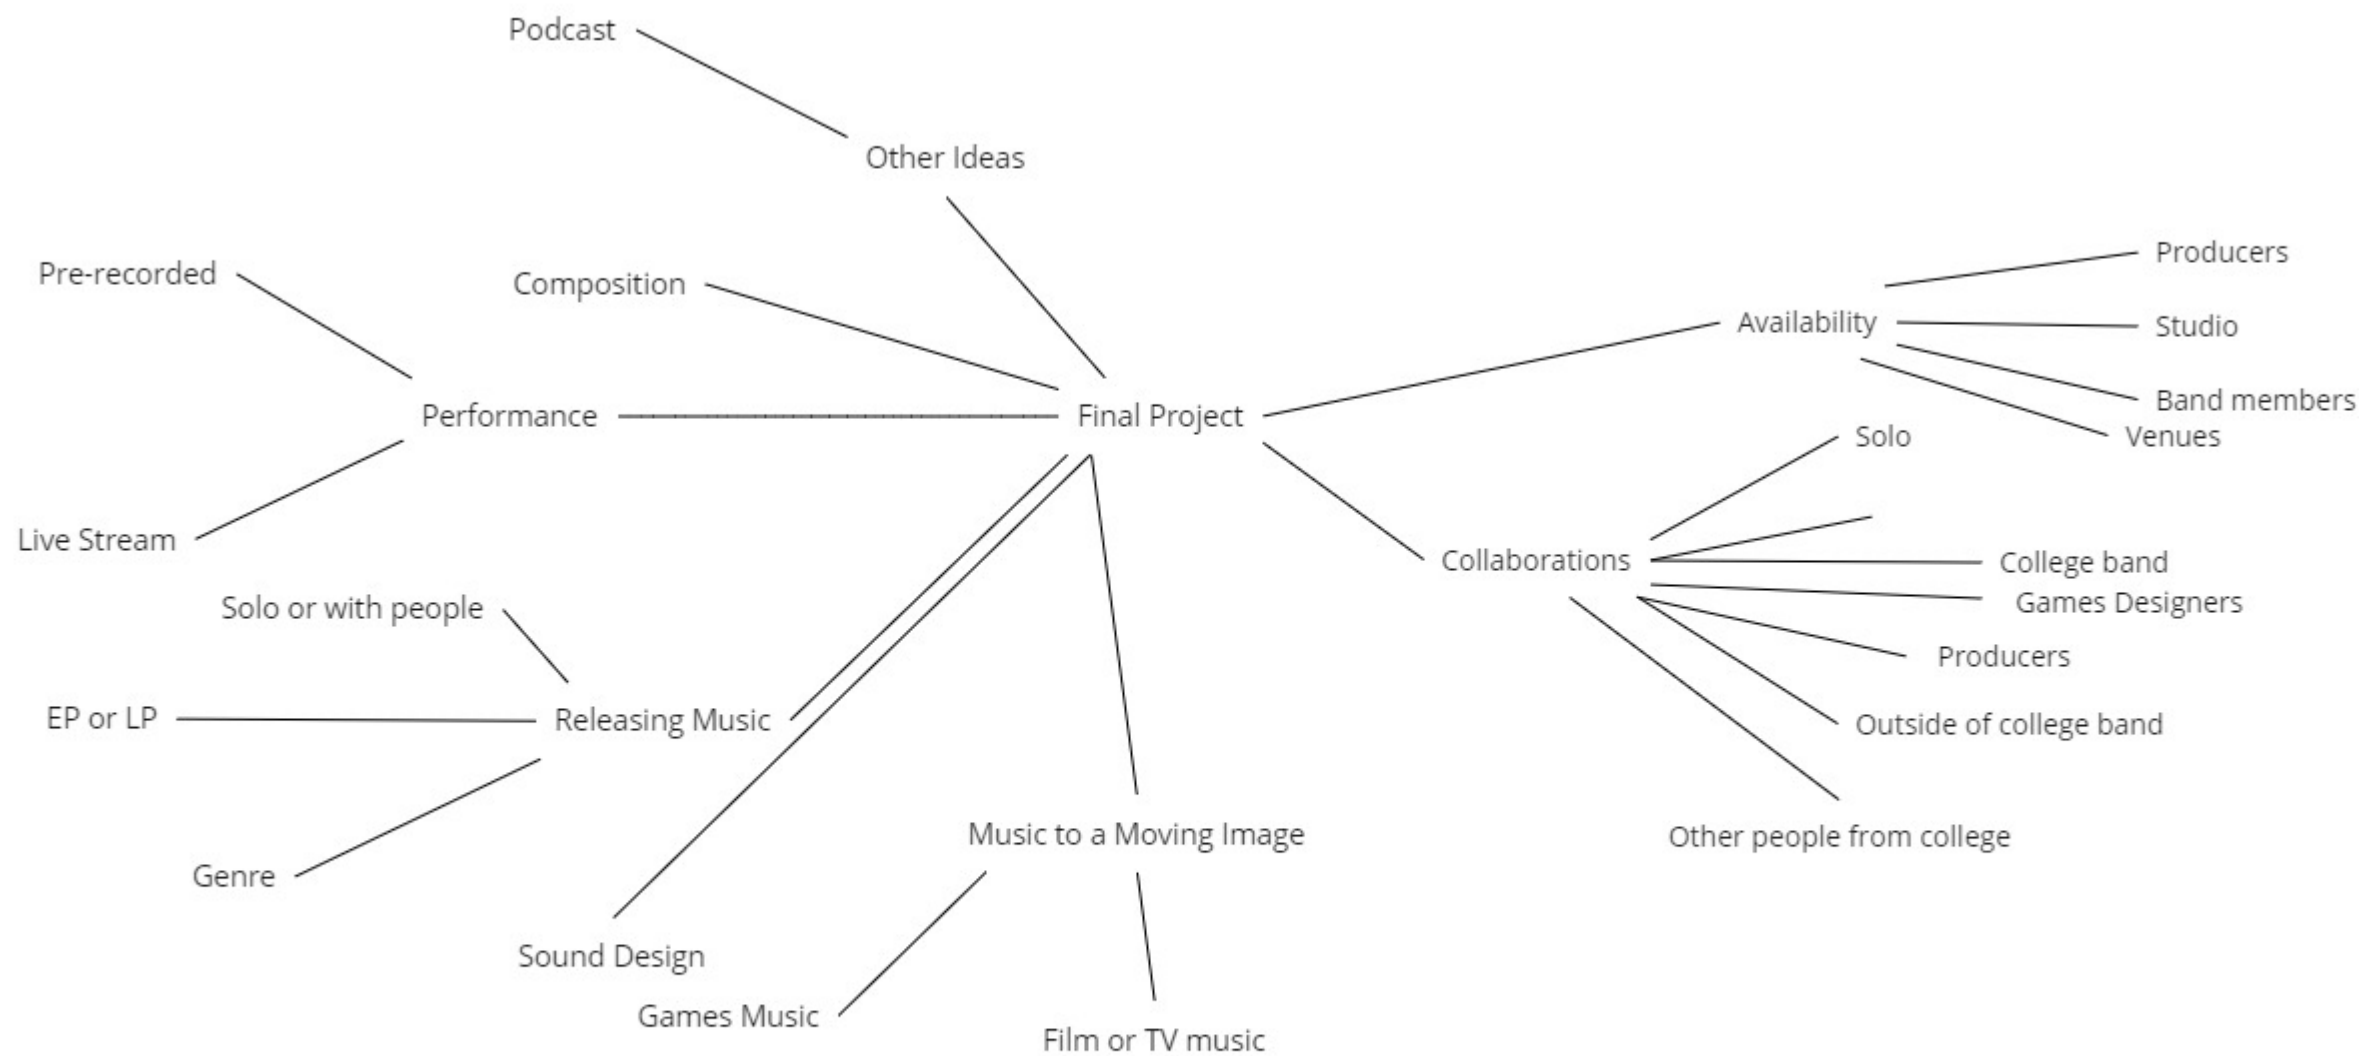 Podcast
Other Ideas
Pre-recorded
Composition
Performance
Live Stream
Final Project
Availability
Producers
Studio
Band members
Venues
Collaborations
Solo
College band
Games Designers
Producers
Outside of college band
Other people from college
Solo or with people
EP or LP
Releasing Music
Genre
Sound Design
Music to a Moving Image
Games Music
Film or TV music